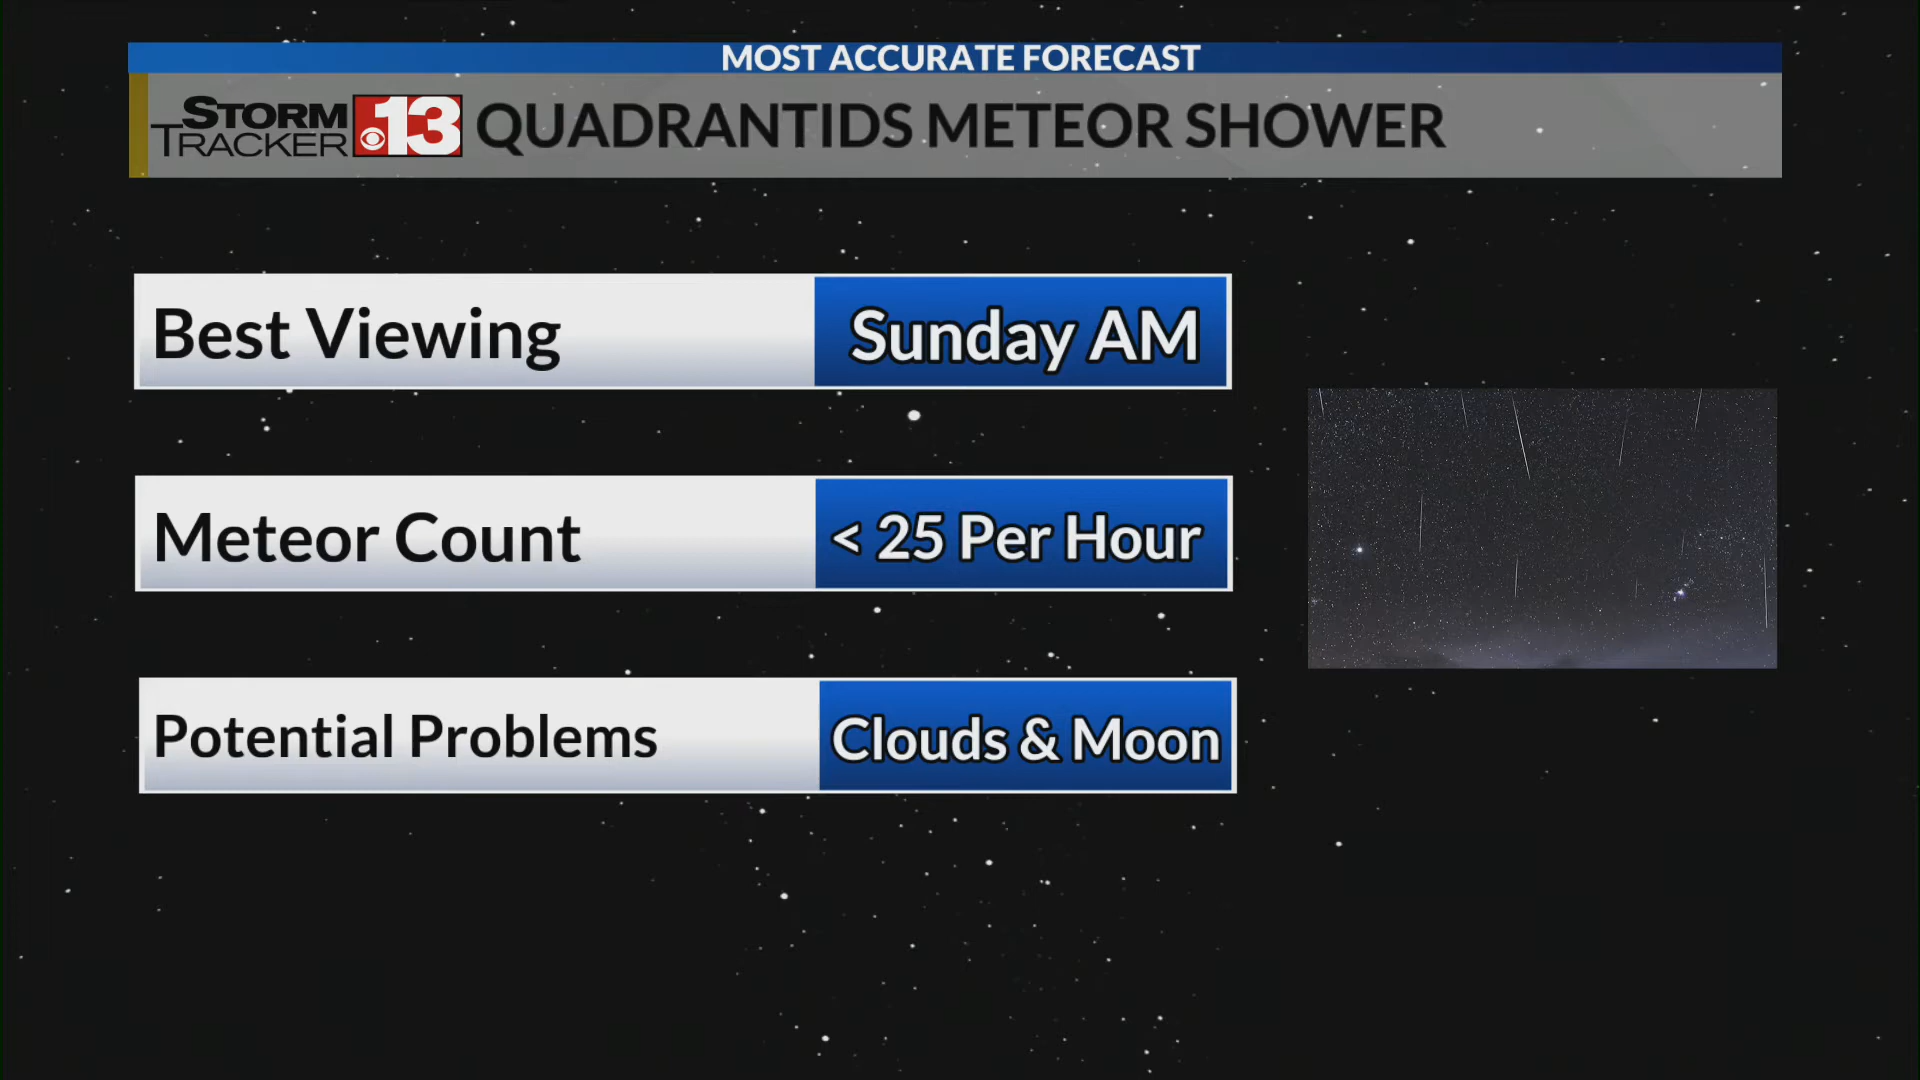 MOST ACCURATE FORECAST
STORM TRACKER 13 QUADRANTIDS METEOR SHOWER
Best Viewing Sunday AM
Meteor Count < 25 Per Hour
Potential Problems Clouds & Moon